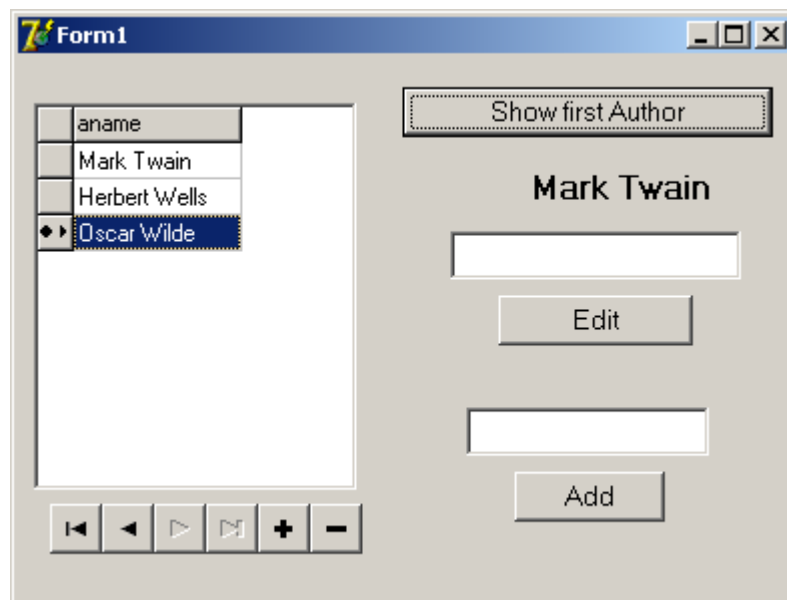 Form1
aname
Mark Twain
Herbert Wells
Oscar Wilde
Show first Author
Mark Twain
Edit
Add